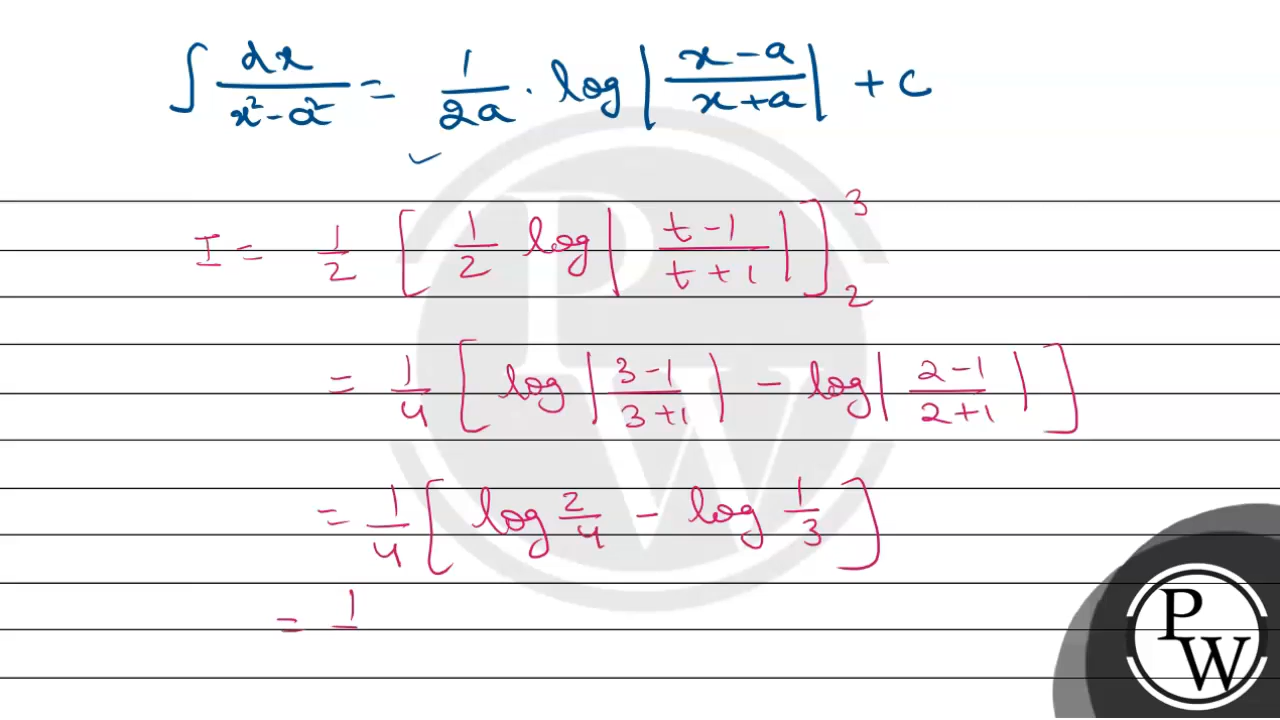 ∫ dx/(x² - a²) = 1/2a · log |(x - a)/(x + a)| + c
I = 1/2 [ 1/2 log | (t - 1)/(t + 1) | ]₂³
= 1/4 [ log | (3 - 1)/(3 + 1) | - log | (2 - 1)/(2 + 1) | ]
= 1/4 [ log 2/4 - log 1/3 ]
= 1
P
W